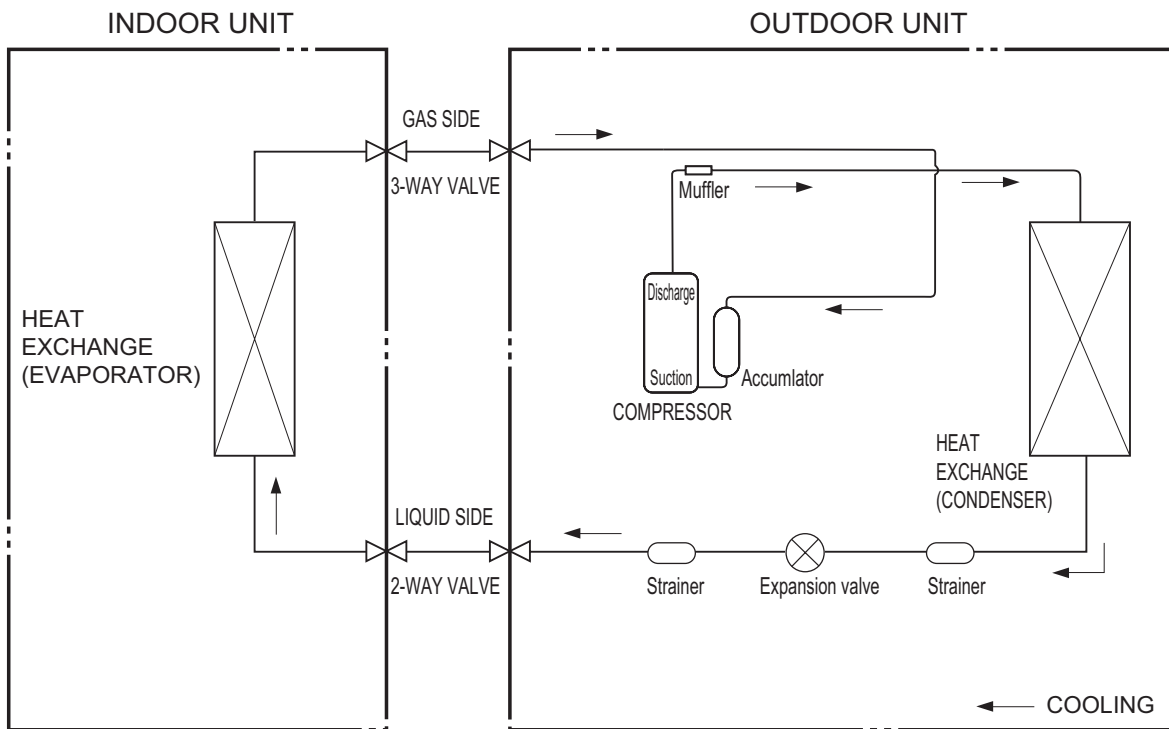 INDOOR UNIT
OUTDOOR UNIT
GAS SIDE
3-WAY VALVE
Muffler
Discharge
Suction
Accumlator
COMPRESSOR
HEAT
EXCHANGE
(EVAPORATOR)
HEAT
EXCHANGE
(CONDENSER)
LIQUID SIDE
2-WAY VALVE
Strainer
Expansion valve
Strainer
COOLING